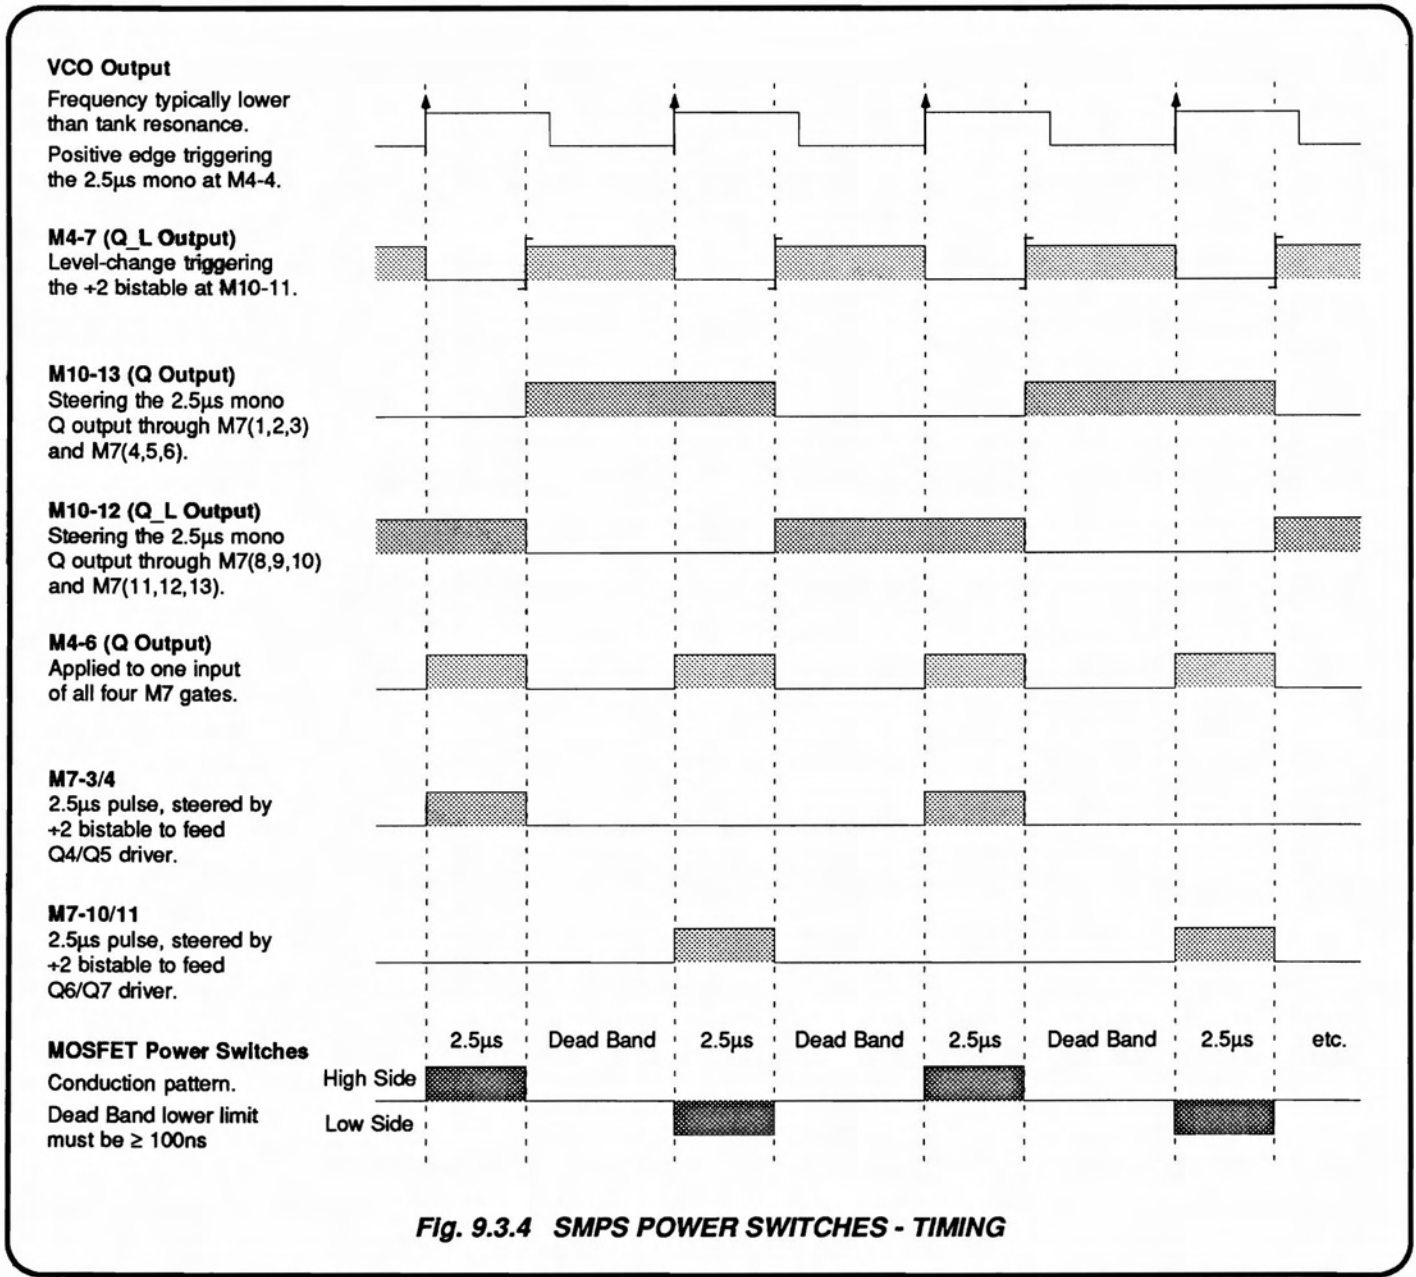 VCO Output
Frequency typically lower
than tank resonance.
Positive edge triggering
the 2.5µs mono at M4-4.
M4-7 (Q_L Output)
Level-change triggering
the ÷2 bistable at M10-11.
M10-13 (Q Output)
Steering the 2.5µs mono
Q output through M7(1,2,3)
and M7(4,5,6).
M10-12 (Q_L Output)
Steering the 2.5µs mono
Q output through M7(8,9,10)
and M7(11,12,13).
M4-6 (Q Output)
Applied to one input
of all four M7 gates.
M7-3/4
2.5µs pulse, steered by
÷2 bistable to feed
Q4/Q5 driver.
M7-10/11
2.5µs pulse, steered by
÷2 bistable to feed
Q6/Q7 driver.
2.5µs Dead Band 2.5µs Dead Band 2.5µs Dead Band 2.5µs etc.
MOSFET Power Switches
Conduction pattern.
High Side
Dead Band lower limit
must be ≥ 100ns
Low Side
Fig. 9.3.4 SMPS POWER SWITCHES - TIMING